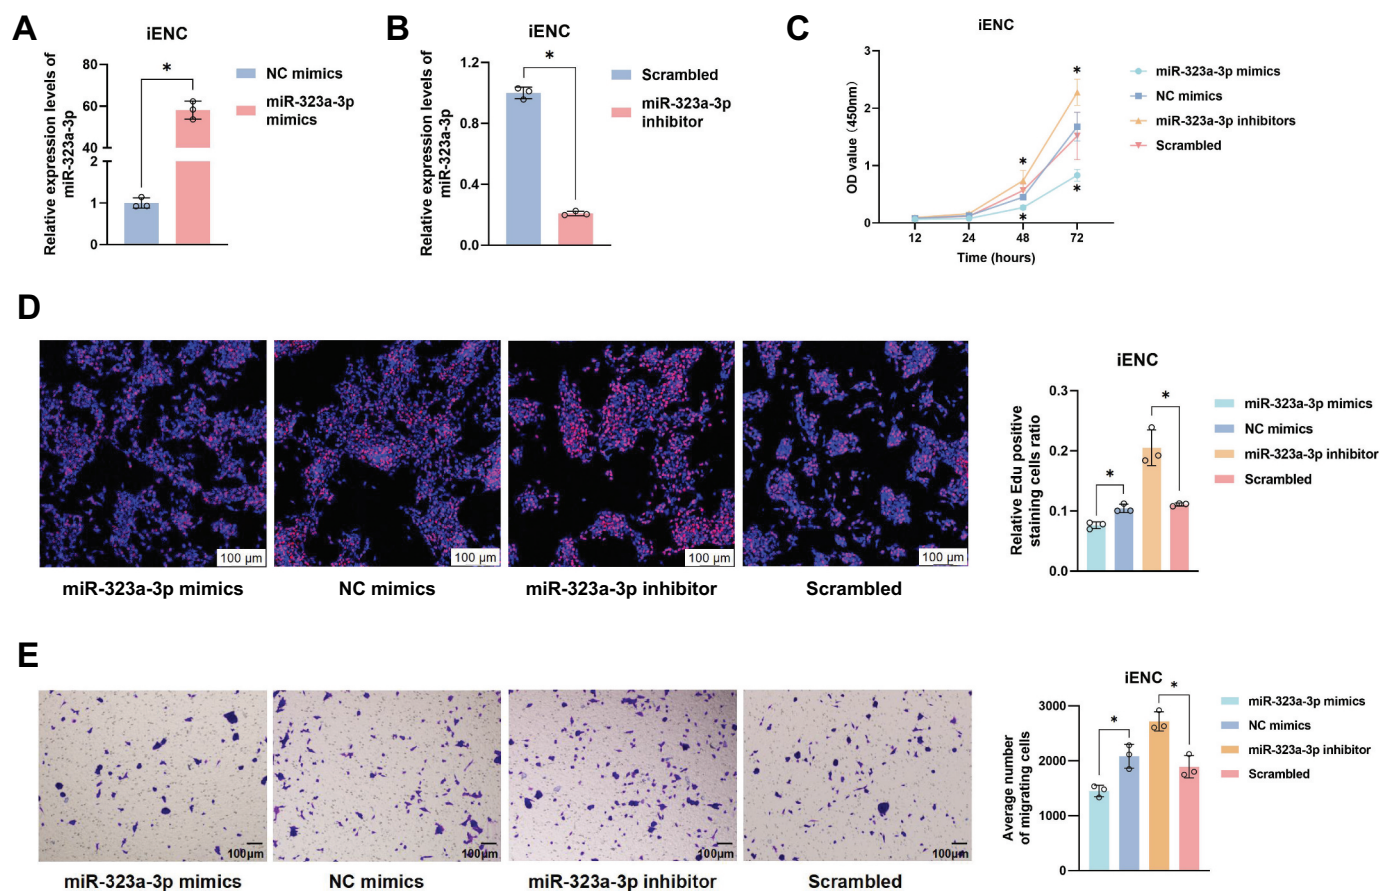 A
iENC
Relative expression levels of
miR-323a-3p
80
60
40
2
1
0
*
NC mimics
miR-323a-3p
mimics
B
iENC
Relative expression levels of
miR-323a-3p
1.2
0.8
0.4
0.0
*
Scrambled
miR-323a-3p
inhibitor
C
iENC
OD value (450nm)
3
2
1
0
*
*
*
*
12 24 48 72
Time (hours)
miR-323a-3p mimics
NC mimics
miR-323a-3p inhibitors
Scrambled
D
100 µm
100 µm
100 µm
100 µm
miR-323a-3p mimics
NC mimics
miR-323a-3p inhibitor
Scrambled
iENC
Relative Edu positive
staining cells ratio
0.3
0.2
0.1
0.0
*
*
miR-323a-3p mimics
NC mimics
miR-323a-3p inhibitor
Scrambled
E
100µm
100µm
100µm
100µm
miR-323a-3p mimics
NC mimics
miR-323a-3p inhibitor
Scrambled
iENC
Average number
of migrating cells
3000
2000
1000
0
*
*
miR-323a-3p mimics
NC mimics
miR-323a-3p inhibitor
Scrambled